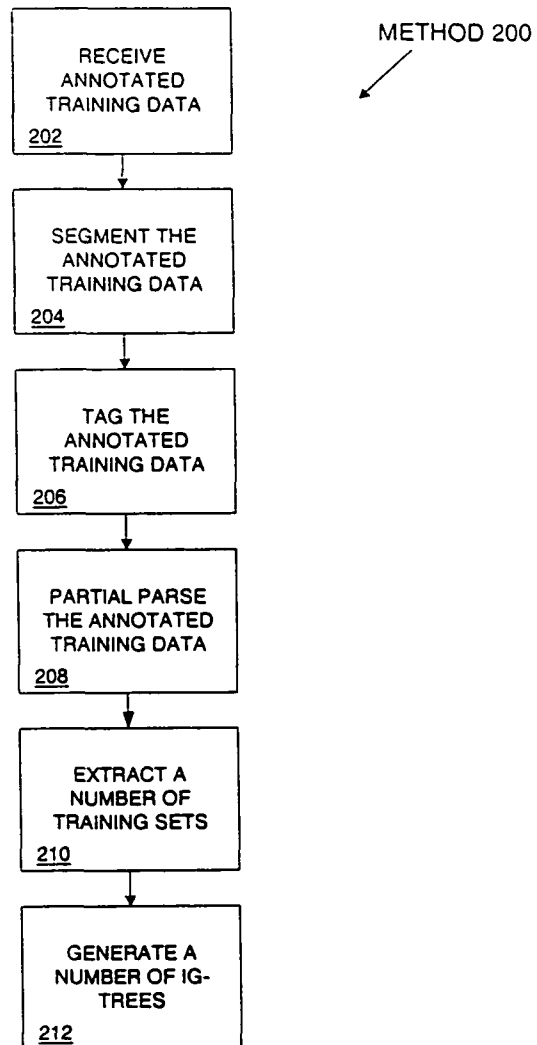 METHOD 200
RECEIVE
ANNOTATED
TRAINING DATA
202
SEGMENT THE
ANNOTATED
TRAINING DATA
204
TAG THE
ANNOTATED
TRAINING DATA
206
PARTIAL PARSE
THE ANNOTATED
TRAINING DATA
208
EXTRACT A
NUMBER OF
TRAINING SETS
210
GENERATE A
NUMBER OF IG-
TREES
212